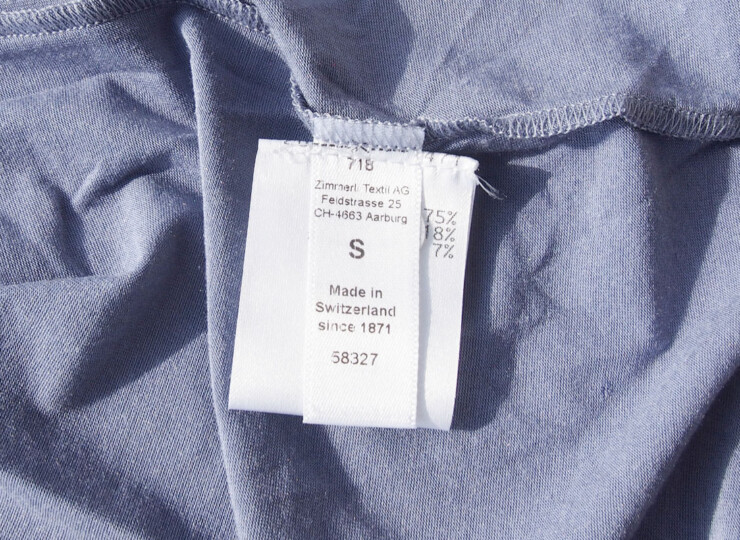 718
Zimmerli Textil AG
Feldstrasse 25
CH-4663 Aarburg
S
Made in
Switzerland
since 1871
58327
75%
18%
7%